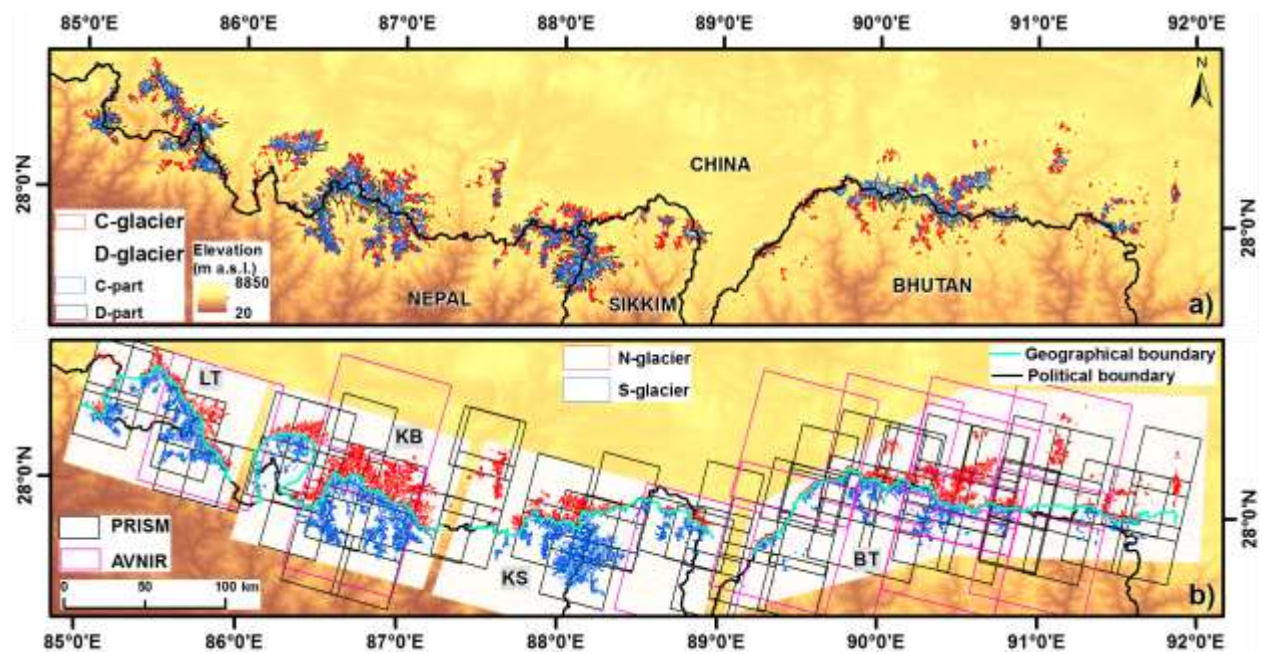 85°0'E 86°0'E 87°0'E 88°0'E 89°0'E 90°0'E 91°0'E 92°0'E
N
28°0'N
CHINA
28°0'N
C-glacier
D-glacier
C-part
D-part
Elevation
(m a.s.l.)
8850
20
NEPAL
SIKKIM
BHUTAN
a)
N-glacier
S-glacier
Geographical boundary
Political boundary
LT
KB
28°0'N
28°0'N
PRISM
AVNIR
KS
BT
0 50 100 km
b)
85°0'E 86°0'E 87°0'E 88°0'E 89°0'E 90°0'E 91°0'E 92°0'E